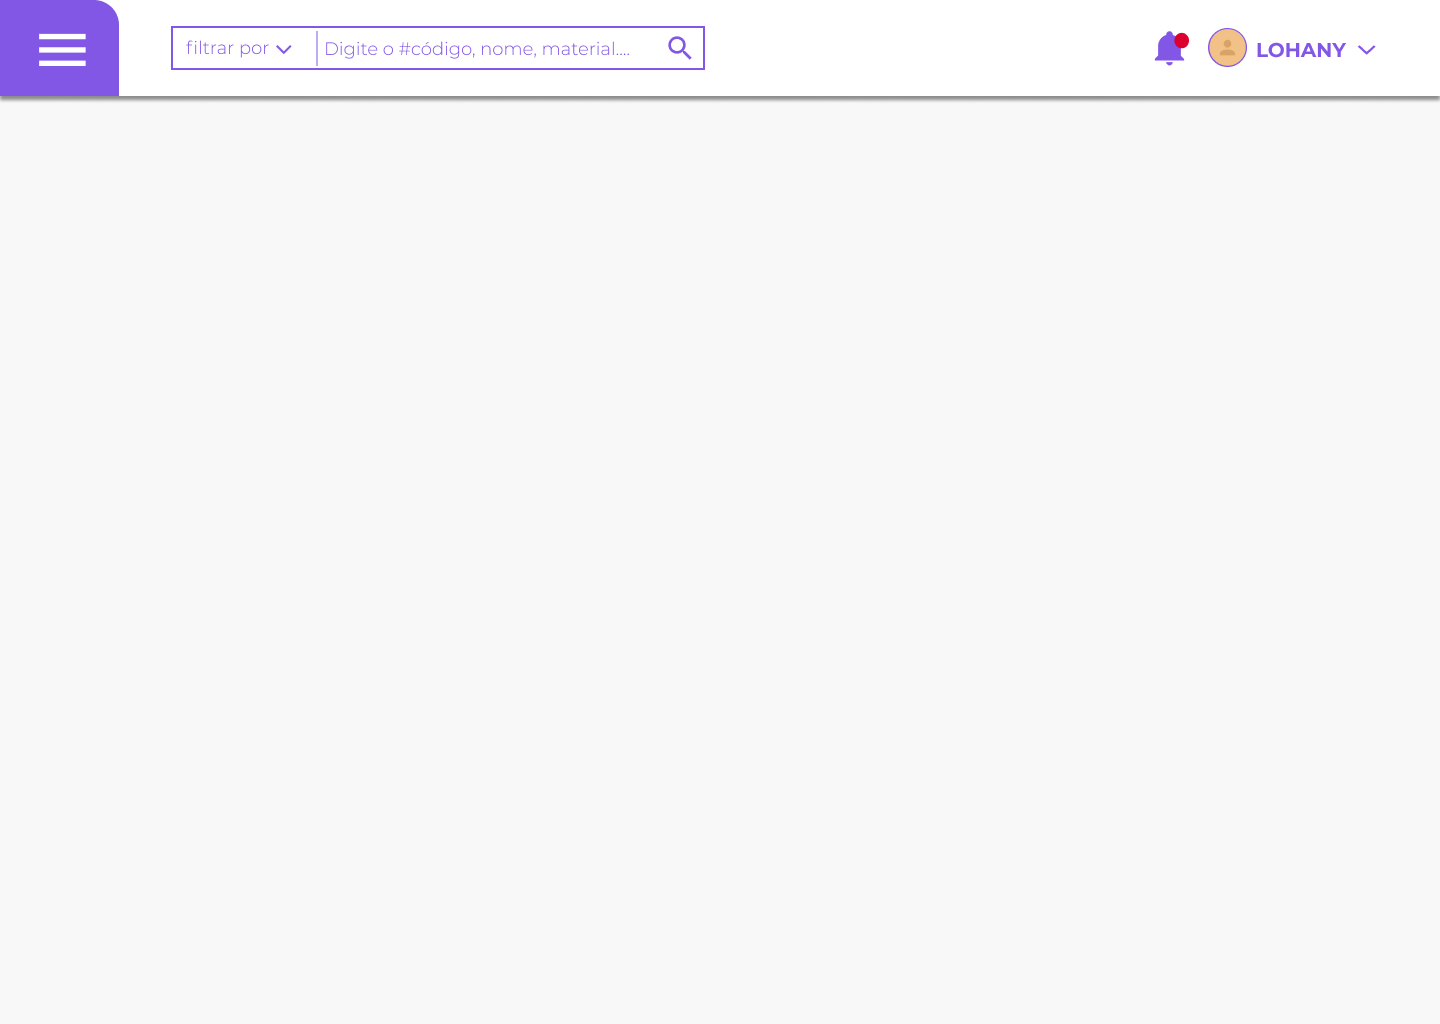 filtrar por
Digite o #código, nome, material....
LOHANY